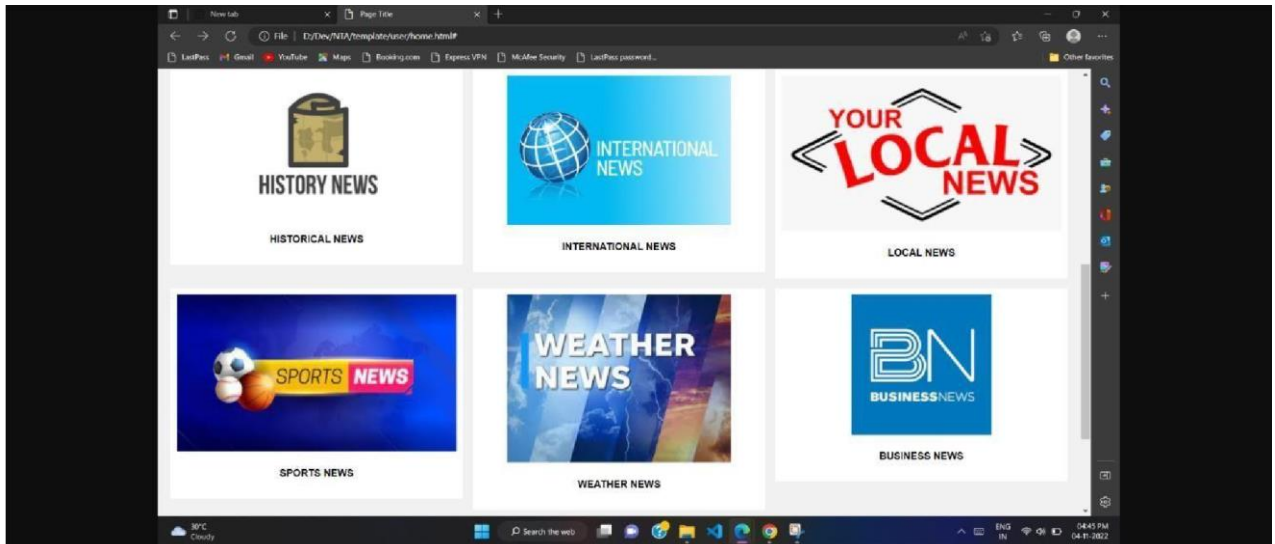 New tab
Page Title
File | D:/Dev/NTA/template/user/home.html#
LastPass Gmail YouTube Maps Booking.com Express VPN McAfee Security LastPass password... Other favorites
HISTORY NEWS
HISTORICAL NEWS
INTERNATIONAL
NEWS
INTERNATIONAL NEWS
YOUR
LOCAL
NEWS
LOCAL NEWS
SPORTS NEWS
SPORTS NEWS
WEATHER
NEWS
WEATHER NEWS
BN
BUSINESSNEWS
BUSINESS NEWS
30°C
Cloudy
Search the web
ENG
IN
04:45 PM
04-11-2022